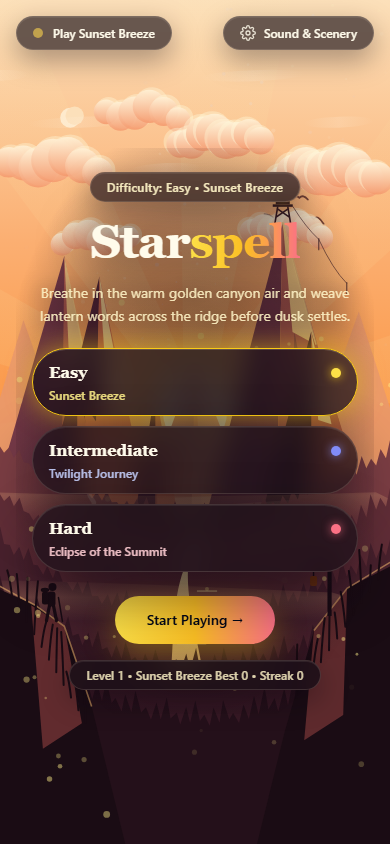 Play Sunset Breeze
Sound & Scenery
Difficulty: Easy • Sunset Breeze
Starspell
Breathe in the warm golden canyon air and weave
lantern words across the ridge before dusk settles.
Easy
Sunset Breeze
Intermediate
Twilight Journey
Hard
Eclipse of the Summit
Start Playing →
Level 1 • Sunset Breeze Best 0 • Streak 0